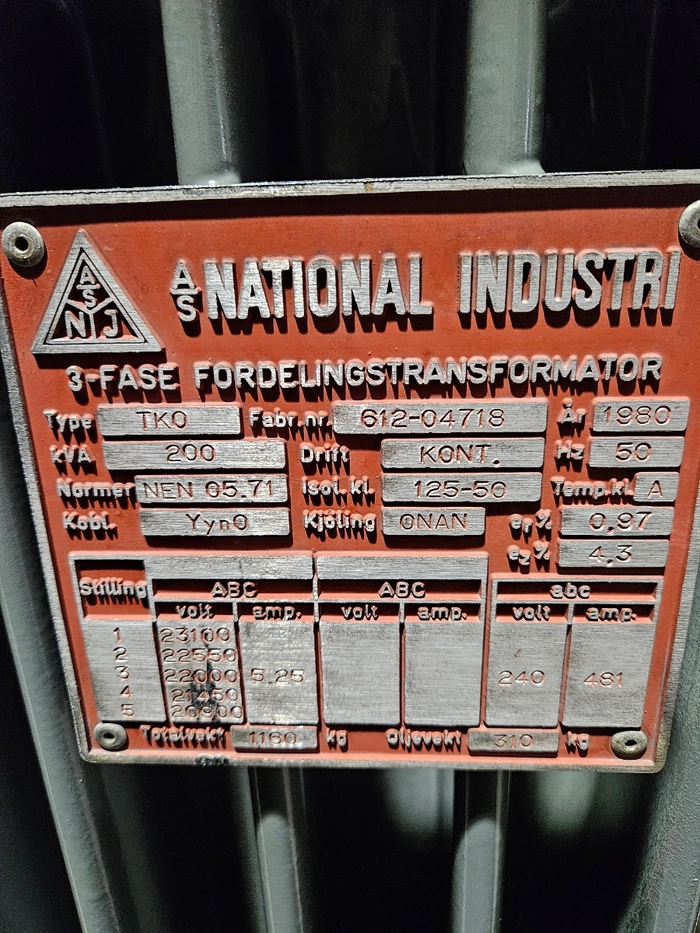 A/S NJ
A/S NATIONAL INDUSTRI
3-FASE FORDELINGSTRANSFORMATOR
Type TKO Fabr.nr. 612-04718 År 1980
kVA 200 Drift KONT. Hz 50
Normer NEN 05.71 Isol.kl. 125-50 Temp.kl. A
Kobl. Yyn0 Kjöling ONAN er% 0,97
ez% 4,3
Stilling ABC ABC abc
volt amp. volt amp. volt amp.
1 23100
2 22550
3 22000 5,25 240 481
4 21450
5 20900
Totalvekt 1160 kg Oljevekt 310 kg